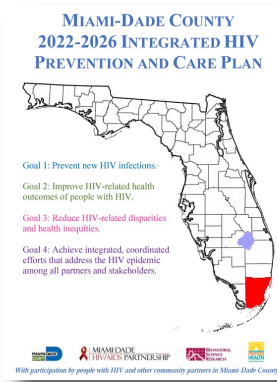 MIAMI-DADE COUNTY
2022-2026 INTEGRATED HIV
PREVENTION AND CARE PLAN
Goal 1: Prevent new HIV infections.
Goal 2: Improve HIV-related health
outcomes of people with HIV.
Goal 3: Reduce HIV-related disparities
and health inequities.
Goal 4: Achieve integrated, coordinated
efforts that address the HIV epidemic
among all partners and stakeholders.
MIAMI-DADE
COUNTY
MIAMI-DADE
HIV/AIDS PARTNERSHIP
BEHAVIORAL
SCIENCE
RESEARCH
HEALTH
With participation by people with HIV and other community partners in Miami-Dade County